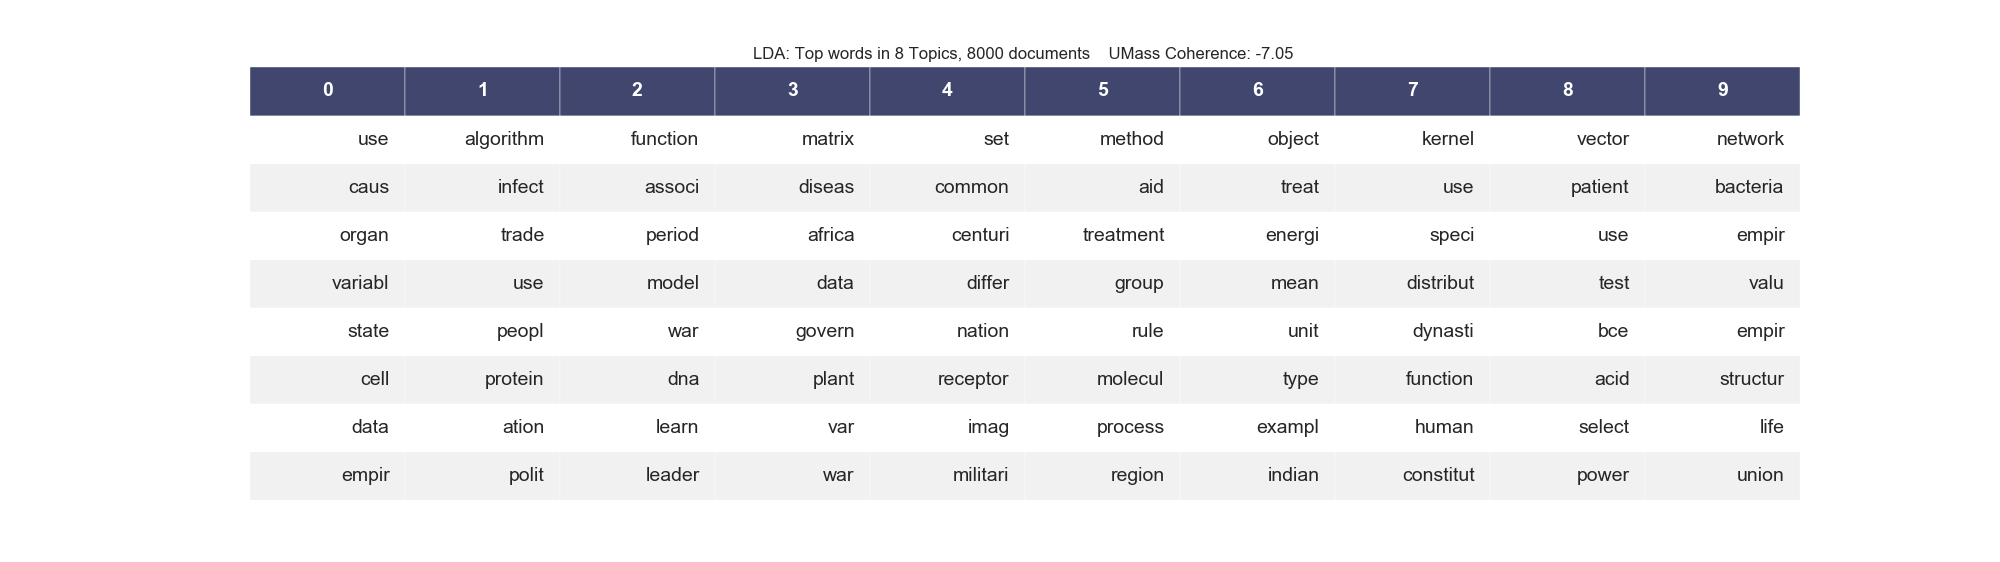 LDA: Top words in 8 Topics, 8000 documents    UMass Coherence: -7.05
0 1 2 3 4 5 6 7 8 9
use algorithm function matrix set method object kernel vector network
caus infect associ diseas common aid treat use patient bacteria
organ trade period africa centuri treatment energi speci use empir
variabl use model data differ group mean distribut test valu
state peopl war govern nation rule unit dynasti bce empir
cell protein dna plant receptor molecul type function acid structur
data ation learn var imag process exampl human select life
empir polit leader war militari region indian constitut power union